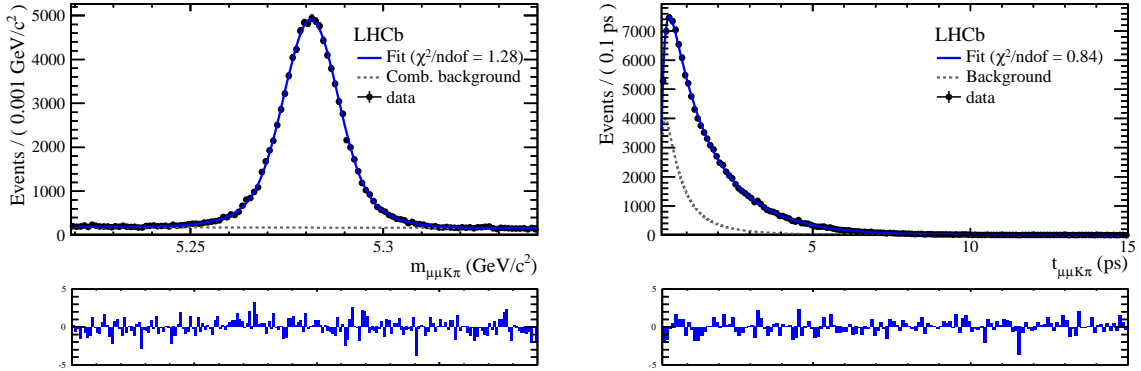 Events / ( 0.001 GeV/c²)
5000
4000
3000
2000
1000
0
LHCb
Fit (χ²/ndof = 1.28)
Comb. background
data
5.25
5.3
m_μμKπ (GeV/c²)
5
0
-5
Events / ( 0.1 ps)
7000
6000
5000
4000
3000
2000
1000
0
LHCb
Fit (χ²/ndof = 0.84)
Background
data
5
10
15
t_μμKπ (ps)
5
0
-5